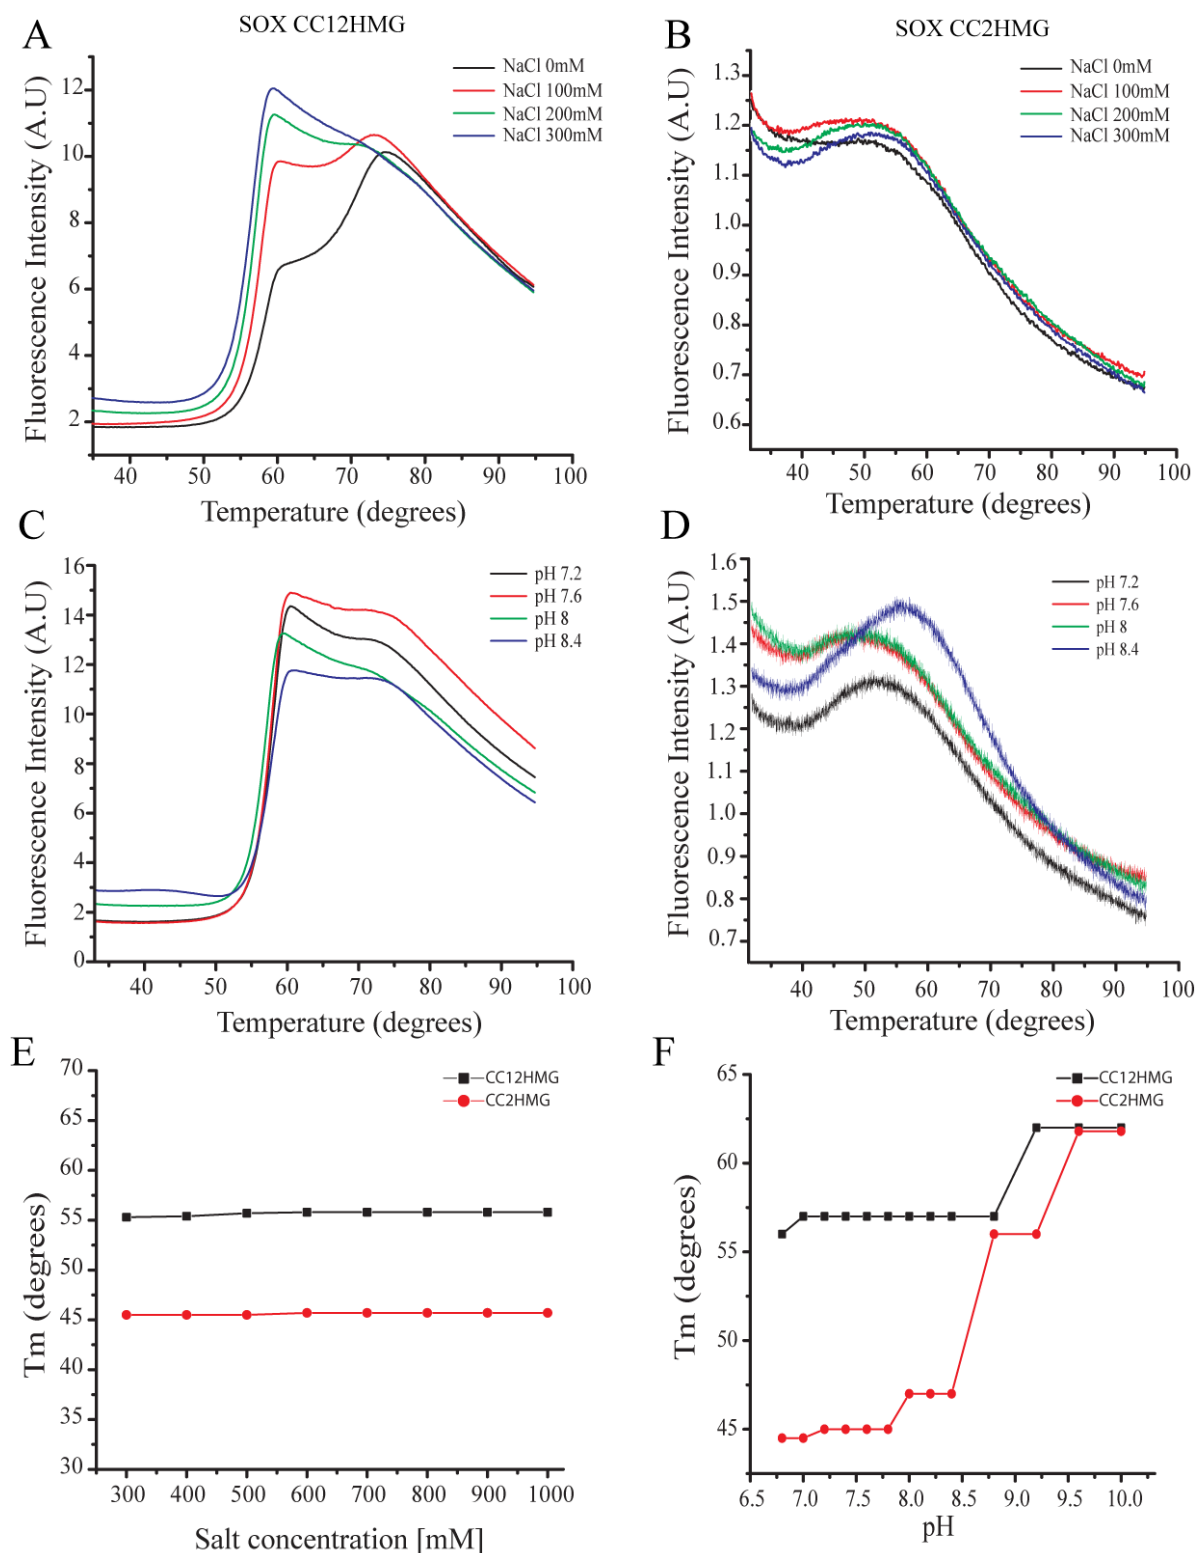 A
SOX CC12HMG
NaCl 0mM
NaCl 100mM
NaCl 200mM
NaCl 300mM
Fluorescence Intensity (A.U)
12
10
8
6
4
2
40 50 60 70 80 90 100
Temperature (degrees)
B
SOX CC2HMG
NaCl 0mM
NaCl 100mM
NaCl 200mM
NaCl 300mM
Fluorescence Intensity (A.U)
1.3
1.2
1.1
1.0
0.9
0.8
0.7
0.6
40 50 60 70 80 90 100
Temperature (degrees)
C
pH 7.2
pH 7.6
pH 8
pH 8.4
Fluorescence Intensity (A.U)
16
14
12
10
8
6
4
2
0
40 50 60 70 80 90 100
Temperature (degrees)
D
pH 7.2
pH 7.6
pH 8
pH 8.4
Fluorescence Intensity (A.U)
1.6
1.5
1.4
1.3
1.2
1.1
1.0
0.9
0.8
0.7
40 50 60 70 80 90 100
Temperature (degrees)
E
CC12HMG
CC2HMG
Tm (degrees)
70
65
60
55
50
45
40
35
30
300 400 500 600 700 800 900 1000
Salt concentration [mM]
F
CC12HMG
CC2HMG
Tm (degrees)
65
60
55
50
45
6.5 7.0 7.5 8.0 8.5 9.0 9.5 10.0
pH